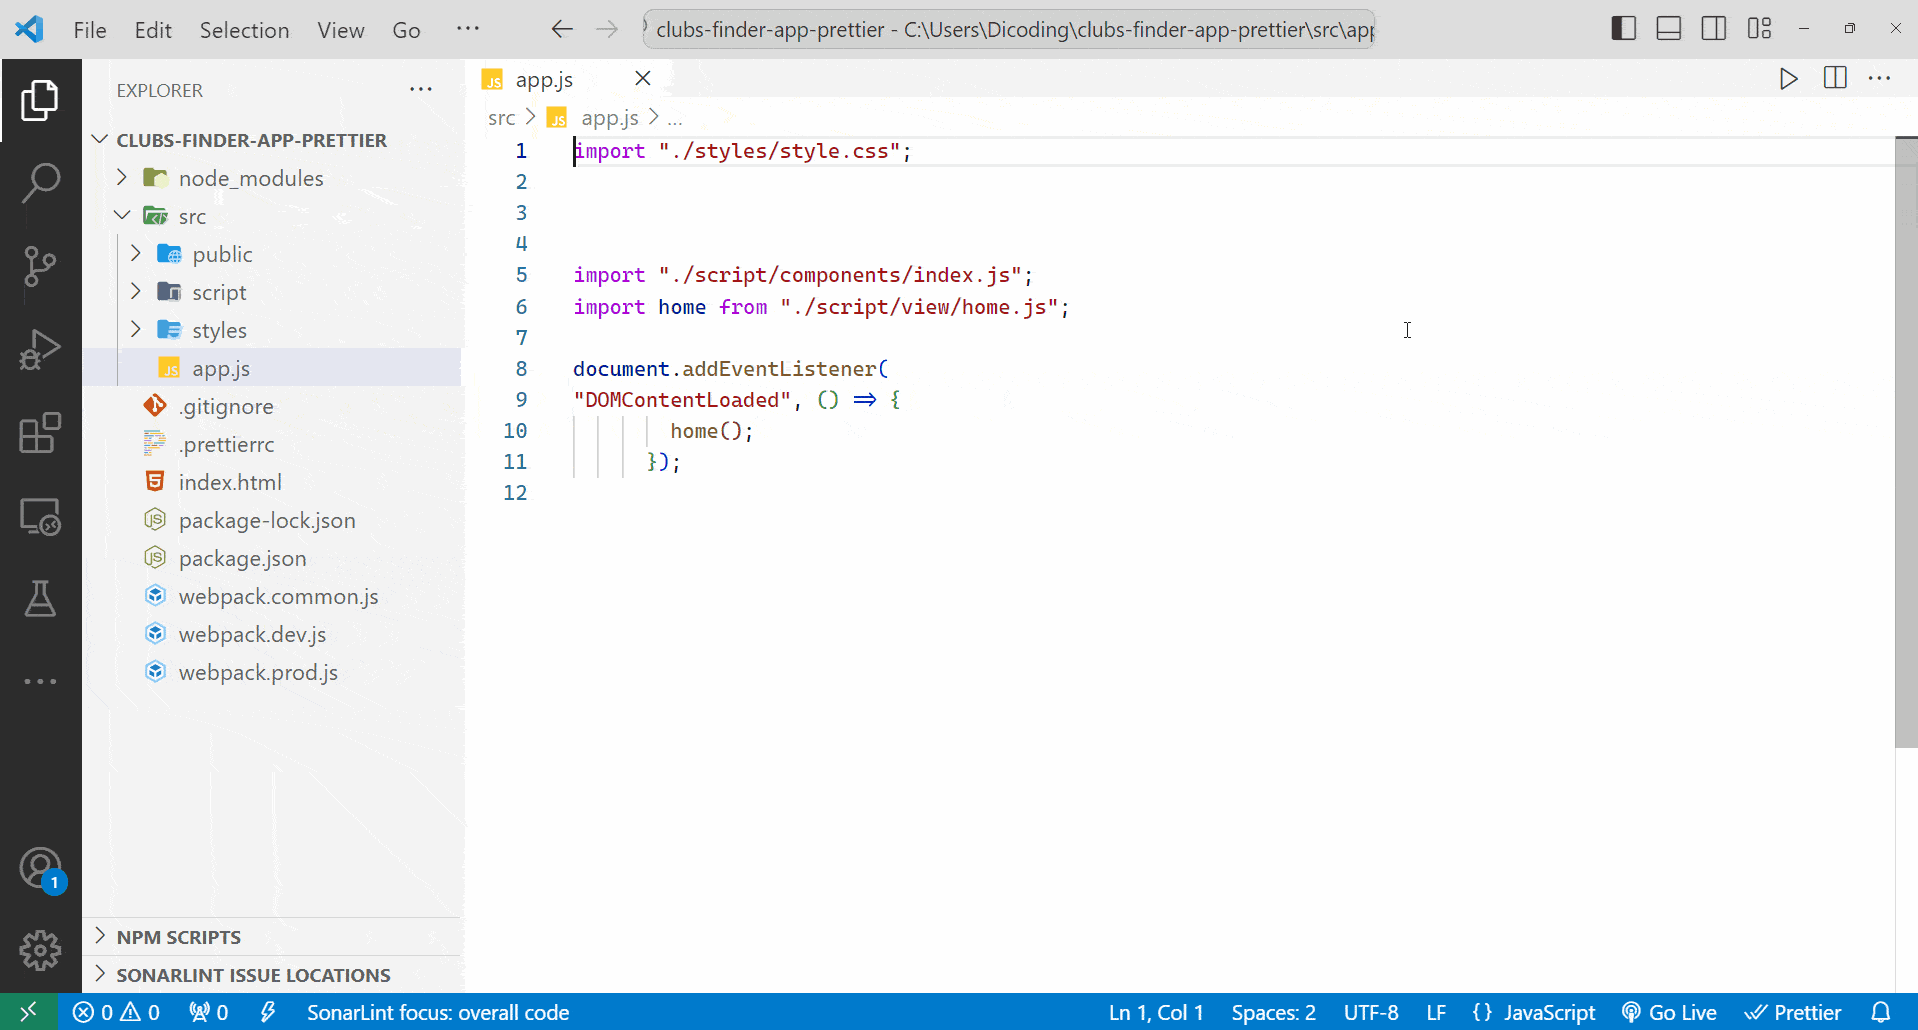 File Edit Selection View Go ··· clubs-finder-app-prettier - C:\Users\Dicoding\clubs-finder-app-prettier\src\app
EXPLORER
CLUBS-FINDER-APP-PRETTIER
node_modules
src
public
script
styles
JS app.js
.gitignore
.prettierrc
index.html
JS package-lock.json
JS package.json
webpack.common.js
webpack.dev.js
webpack.prod.js
NPM SCRIPTS
SONARLINT ISSUE LOCATIONS
1
JS app.js
src > JS app.js > ...
1 import "./styles/style.css";
2
3
4
5 import "./script/components/index.js";
6 import home from "./script/view/home.js";
7
8 document.addEventListener(
9 "DOMContentLoaded", () => {
10 home();
11 });
12
0 0 0 SonarLint focus: overall code Ln 1, Col 1 Spaces: 2 UTF-8 LF {} JavaScript Go Live Prettier